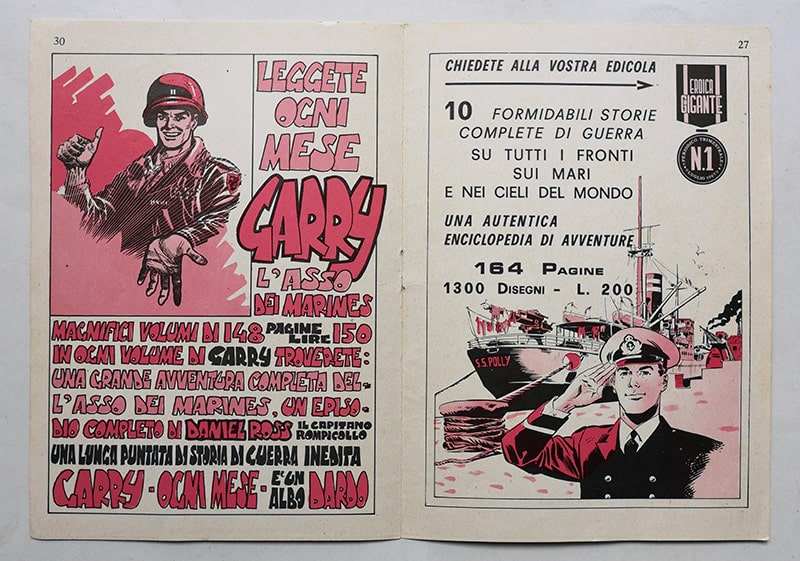 30
LEGGETE
OGNI
MESE
GARRY
L'ASSO
DEI MARINES
MAGNIFICI VOLUMI DI 148 PAGINE LIRE 150
IN OGNI VOLUME DI GARRY TROVERETE:
UNA GRANDE AVVENTURA COMPLETA DEL-
L'ASSO DEI MARINES, UN EPISO-
DIO COMPLETO DI DANIEL ROSS IL CAPITANO ROMPICOLLO
UNA LUNGA PUNTATA DI STORIA DI GUERRA INEDITA
GARRY - OGNI MESE - E'UN ALBO DARDO
27
CHIEDETE ALLA VOSTRA EDICOLA
EROICA
GIGANTE
PERIODICO TRIMESTRALE
N.1
LUGLIO
10 FORMIDABILI STORIE
COMPLETE DI GUERRA
SU TUTTI I FRONTI
SUI MARI
E NEI CIELI DEL MONDO
UNA AUTENTICA
ENCICLOPEDIA DI AVVENTURE
164 PAGINE
1300 DISEGNI - L. 200
S.S. POLLY